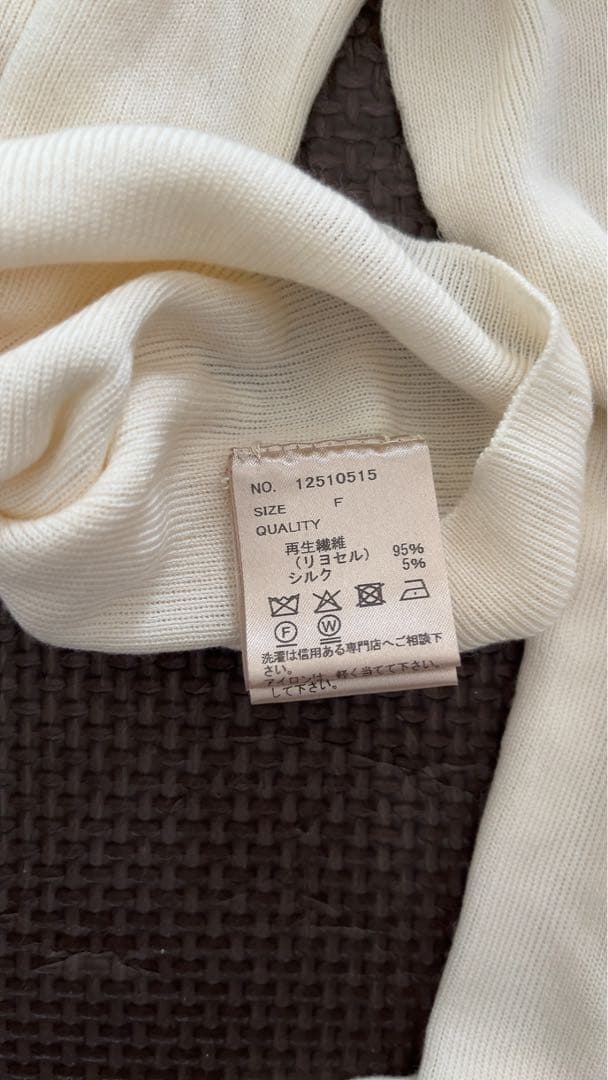 NO. 12510515
SIZE F
QUALITY
再生繊維
(リヨセル) 95%
シルク 5%
F W
洗濯は信用ある専門店へご相談下
さい。
アイロンは、軽く当てて下さい。
して下さい。